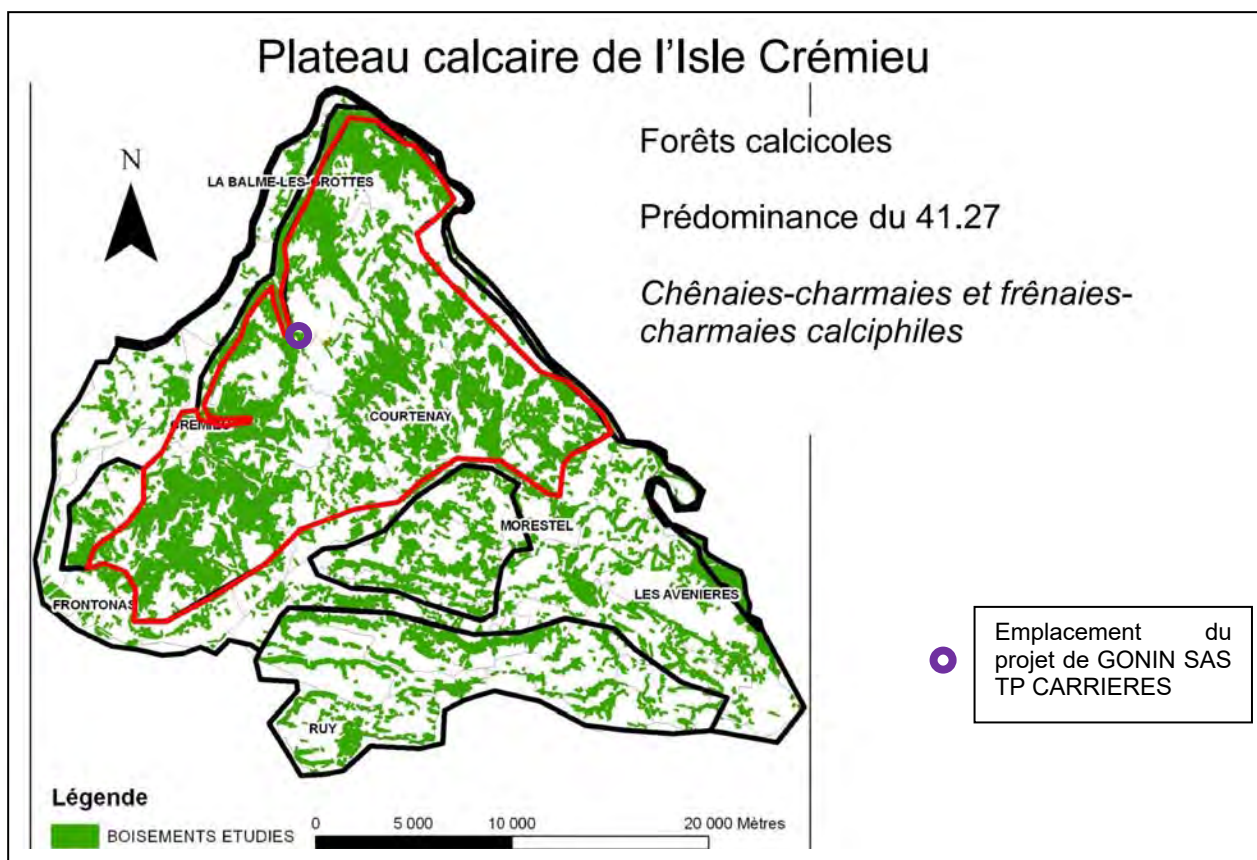 Plateau calcaire de l'Isle Crémieu
Forêts calcicoles
Prédominance du 41.27
Chênaies-charmaies et frênaies-
charmaies calciphiles
N
LA BALME-LES-GROTTES
CREMIEU
COURTENAY
MORESTEL
LES AVENIERES
FRONTONAS
RUY
Emplacement du
projet de GONIN SAS
TP CARRIERES
Légende
BOISEMENTS ETUDIES
0 5 000 10 000 20 000 Mètres